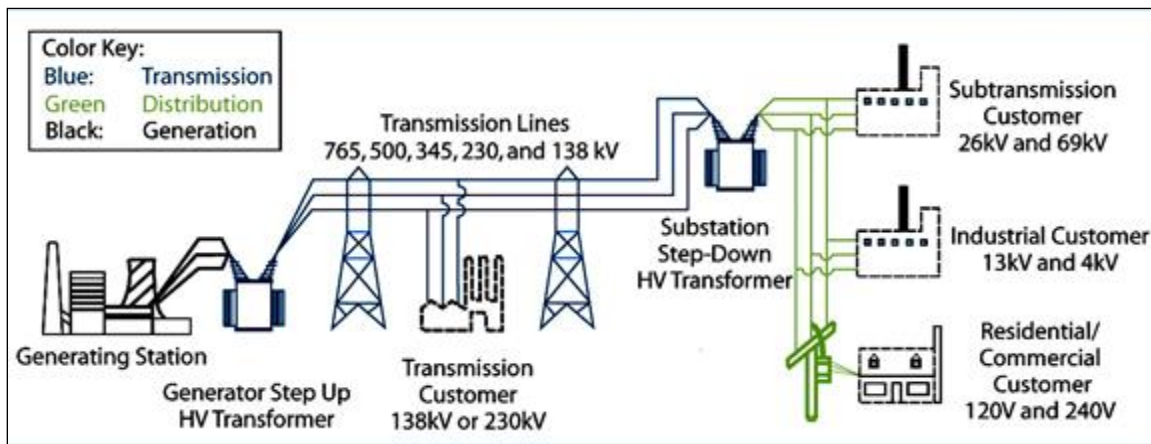 Color Key:
Blue: Transmission
Green Distribution
Black: Generation
Transmission Lines
765, 500, 345, 230, and 138 kV
Subtransmission
Customer
26kV and 69kV
Substation
Step-Down
HV Transformer
Industrial Customer
13kV and 4kV
Generating Station
Generator Step Up
HV Transformer
Transmission
Customer
138kV or 230kV
Residential/
Commercial
Customer
120V and 240V